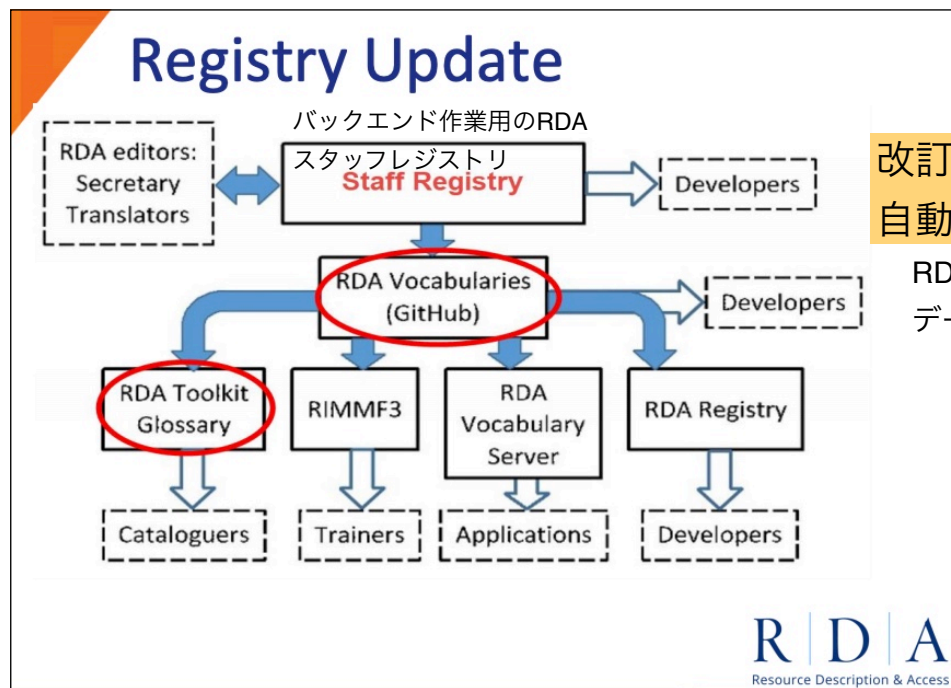 Registry Update
バックエンド作業用のRDA
スタッフレジストリ
RDA editors:
Secretary
Translators
Staff Registry
Developers
改訂
自動
RD
デー
RDA Vocabularies
(GitHub)
Developers
RDA Toolkit
Glossary
RIMMF3
RDA
Vocabulary
Server
RDA Registry
Cataloguers
Trainers
Applications
Developers
R D A
Resource Description & Access